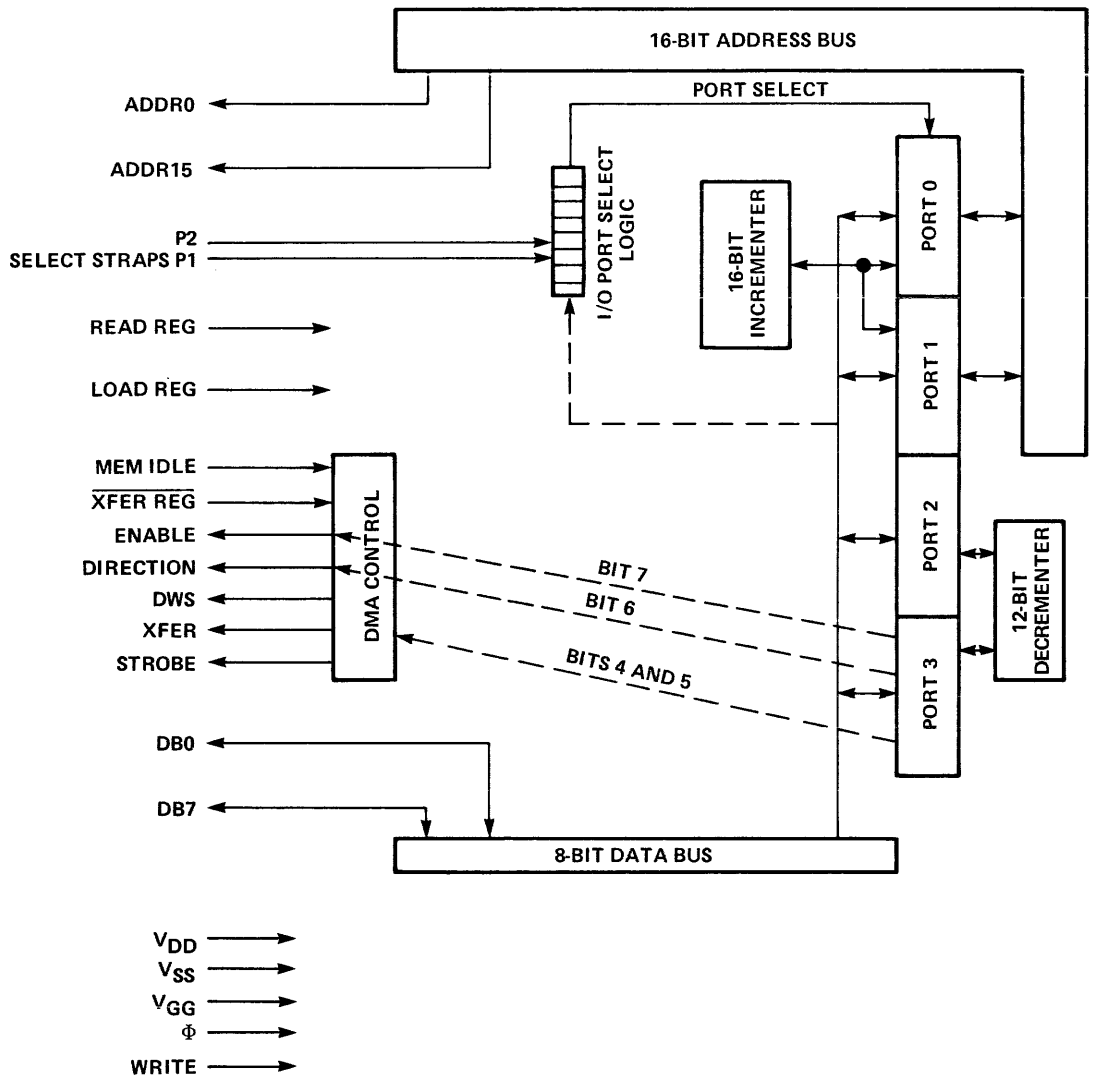 16-BIT ADDRESS BUS
PORT SELECT
ADDR0
ADDR15
P2
SELECT STRAPS P1
I/O PORT SELECT
LOGIC
16-BIT
INCREMENTER
PORT 0
PORT 1
PORT 2
PORT 3
READ REG
LOAD REG
MEM IDLE
XFER REG
ENABLE
DIRECTION
DWS
XFER
STROBE
DMA CONTROL
BIT 7
BIT 6
BITS 4 AND 5
12-BIT
DECREMENTER
DB0
DB7
8-BIT DATA BUS
VDD
VSS
VGG
Φ
WRITE